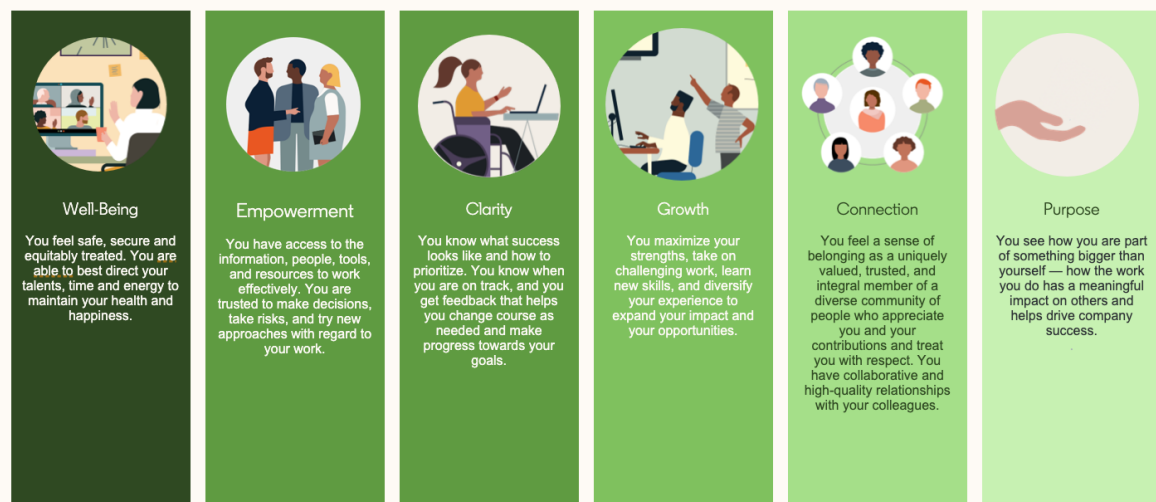 Well-Being
You feel safe, secure and
equitably treated. You are
able to best direct your
talents, time and energy to
maintain your health and
happiness.
Empowerment
You have access to the
information, people, tools,
and resources to work
effectively. You are
trusted to make decisions,
take risks, and try new
approaches with regard to
your work.
Clarity
You know what success
looks like and how to
prioritize. You know when
you are on track, and you
get feedback that helps
you change course as
needed and make
progress towards your
goals.
Growth
You maximize your
strengths, take on
challenging work, learn
new skills, and diversify
your experience to
expand your impact and
your opportunities.
Connection
You feel a sense of
belonging as a uniquely
valued, trusted, and
integral member of a
diverse community of
people who appreciate
you and your
contributions and treat
you with respect. You
have collaborative and
high-quality relationships
with your colleagues.
Purpose
You see how you are part
of something bigger than
yourself — how the work
you do has a meaningful
impact on others and
helps drive company
success.
.